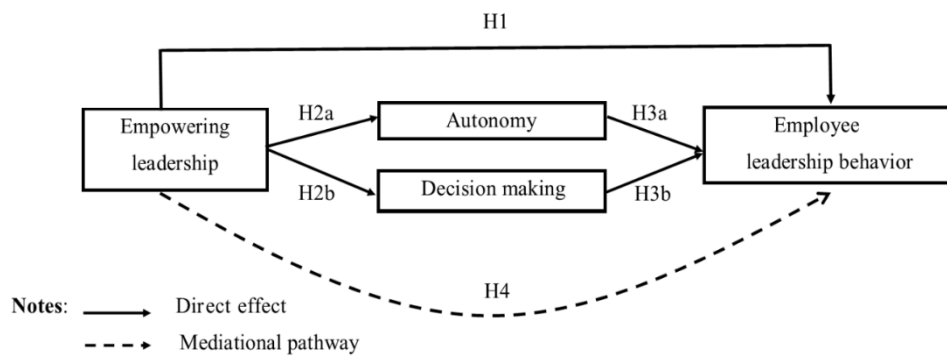 H1
Empowering
leadership
H2a
H2b
Autonomy
Decision making
H3a
H3b
Employee
leadership behavior
H4
Notes: Direct effect
Mediational pathway